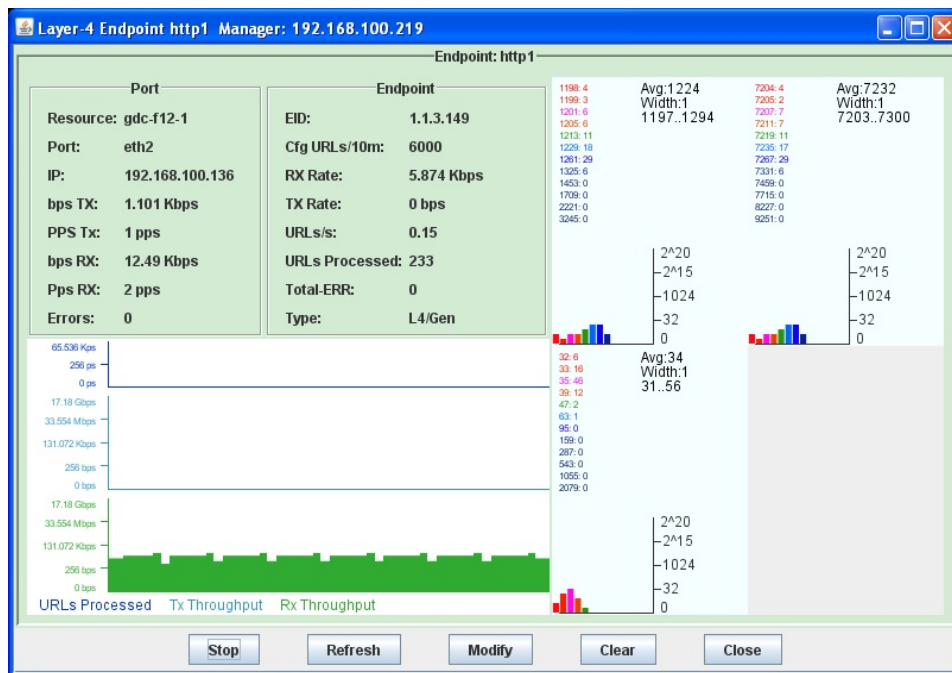 Layer-4 Endpoint http1 Manager: 192.168.100.219
Endpoint: http1
Port
Resource: gdc-f12-1
Port: eth2
IP: 192.168.100.136
bps TX: 1.101 Kbps
PPS Tx: 1 pps
bps RX: 12.49 Kbps
Pps RX: 2 pps
Errors: 0
Endpoint
EID: 1.1.3.149
Cfg URLs/10m: 6000
RX Rate: 5.874 Kbps
TX Rate: 0 bps
URLs/s: 0.15
URLs Processed: 233
Total-ERR: 0
Type: L4/Gen
1198: 4
1199: 3
1201: 6
1205: 6
1213: 11
1229: 18
1261: 29
1325: 6
1453: 0
1709: 0
2221: 0
3245: 0
Avg:1224
Width:1
1197..1294
2^20
2^15
1024
32
0
7204: 4
7205: 2
7207: 7
7211: 7
7219: 11
7235: 17
7267: 29
7331: 6
7459: 0
7715: 0
8227: 0
9251: 0
Avg:7232
Width:1
7203..7300
2^20
2^15
1024
32
0
65.536 Kps
256 ps
0 ps
17.18 Gbps
33.554 Mbps
131.072 Kbps
256 bps
0 bps
17.18 Gbps
33.554 Mbps
131.072 Kbps
256 bps
0 bps
URLs Processed Tx Throughput Rx Throughput
32: 6
33: 16
35: 46
39: 12
47: 2
63: 1
95: 0
159: 0
287: 0
543: 0
1055: 0
2079: 0
Avg:34
Width:1
31..56
2^20
2^15
1024
32
0
Stop Refresh Modify Clear Close